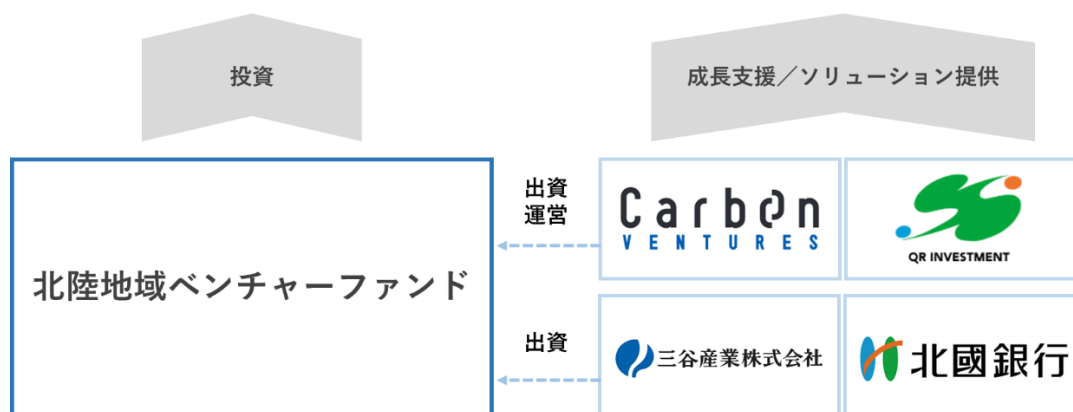 投資
成長支援／ソリューション提供
北陸地域ベンチャーファンド
出資
運営
Carbon
VENTURES
QR INVESTMENT
出資
三谷産業株式会社
北國銀行